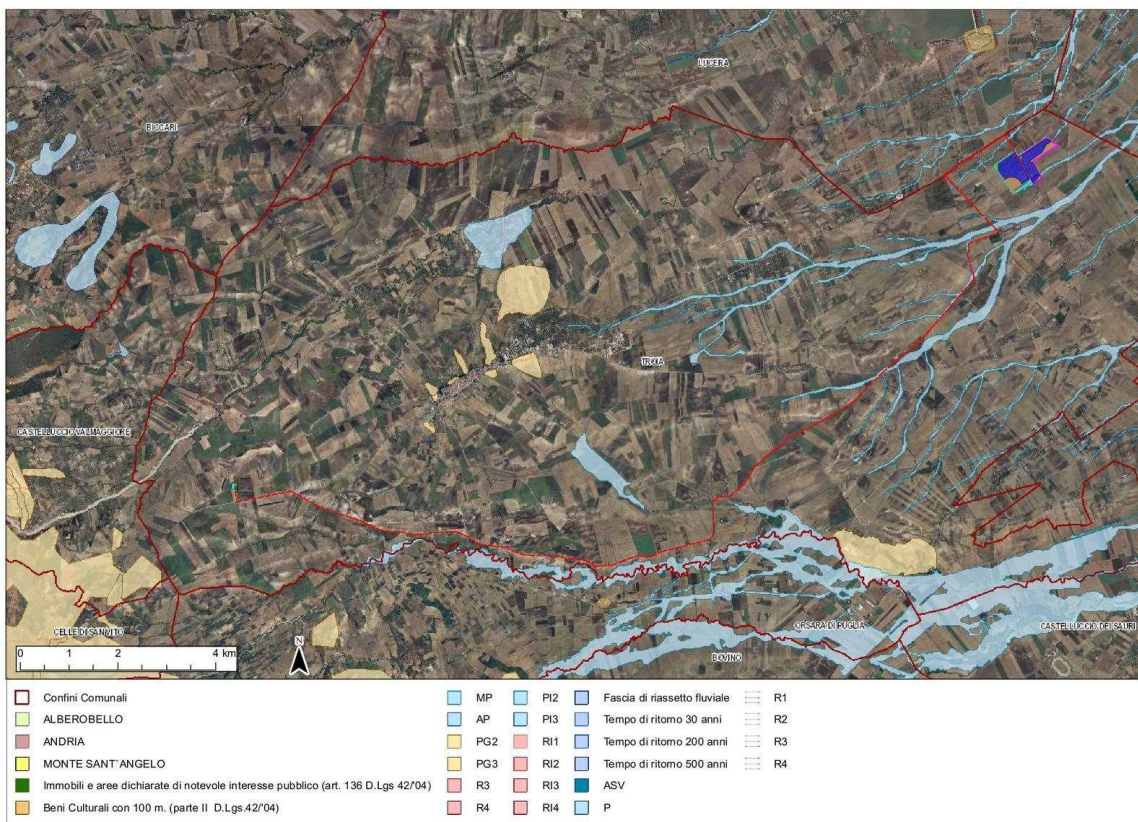 LUCERA
BICCARI
TROIA
CASTELLUCCIO VALMAGGIORE
CELLE DI SAN VITO
ORSARA DI PUGLIA
CASTELLUCCIO DEI SAURI
BOVINO
N
0 1 2 4 km
Confini Comunali
ALBEROBELLO
ANDRIA
MONTE SANT`ANGELO
Immobili e aree dichiarate di notevole interesse pubblico (art. 136 D.Lgs 42/'04)
Beni Culturali con 100 m. (parte II D.Lgs.42/'04)
MP
AP
PG2
PG3
R3
R4
PI2
PI3
RI1
RI2
RI3
RI4
Fascia di riassetto fluviale
Tempo di ritorno 30 anni
Tempo di ritorno 200 anni
Tempo di ritorno 500 anni
ASV
P
R1
R2
R3
R4